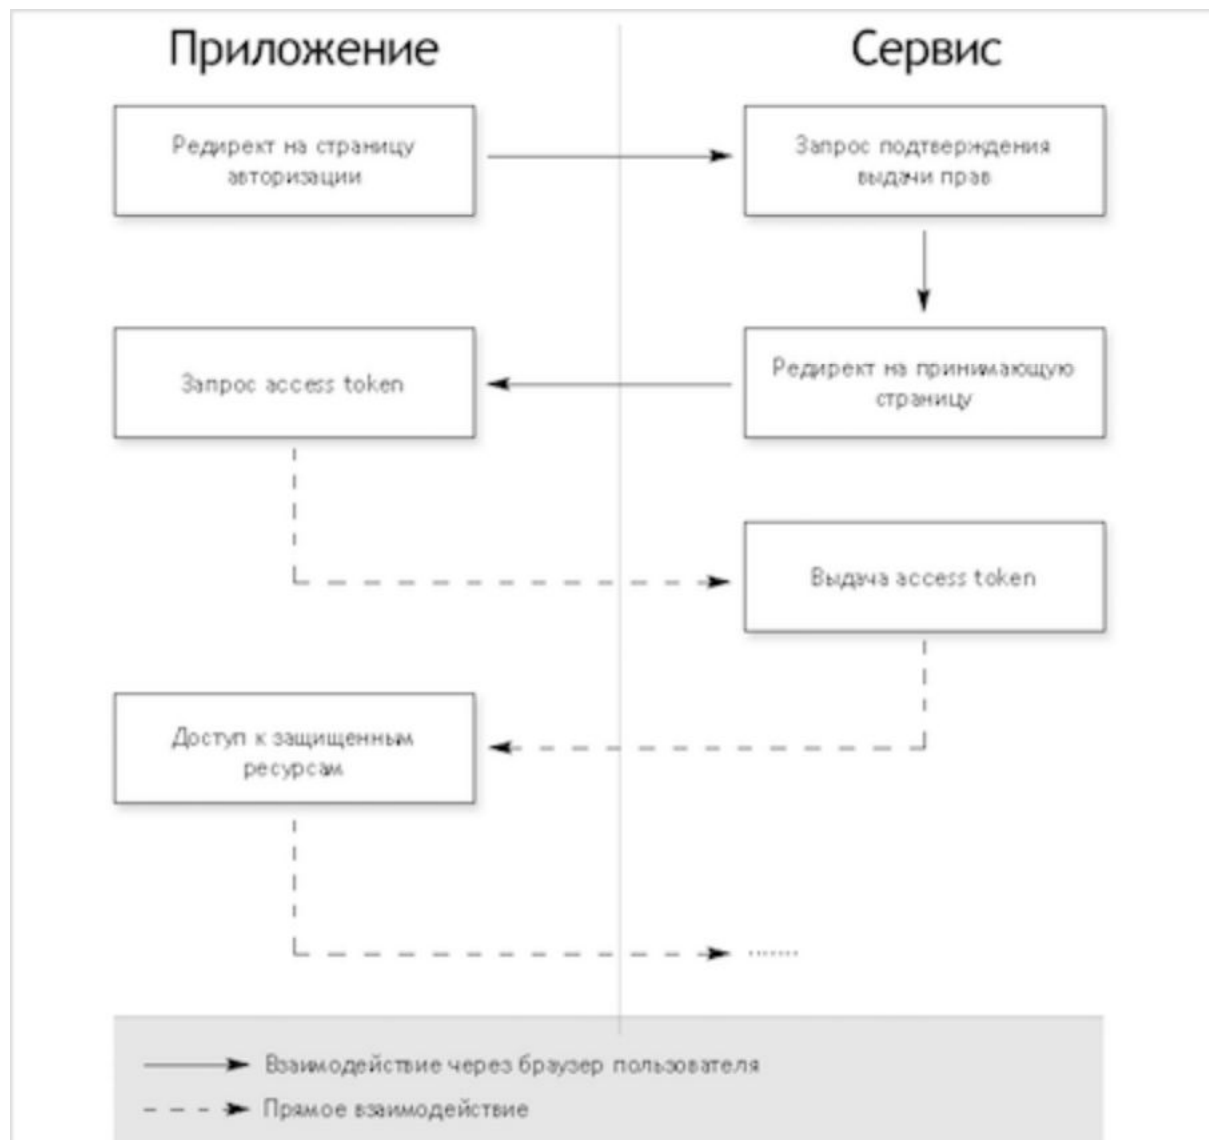 Приложение
Сервис
Редирект на страницу
авторизации
Запрос подтверждения
выдачи прав
Запрос access token
Редирект на принимающую
страницу
Выдача access token
Доступ к защищенным
ресурсам
.......
Взаимодействие через браузер пользователя
Прямое взаимодействие